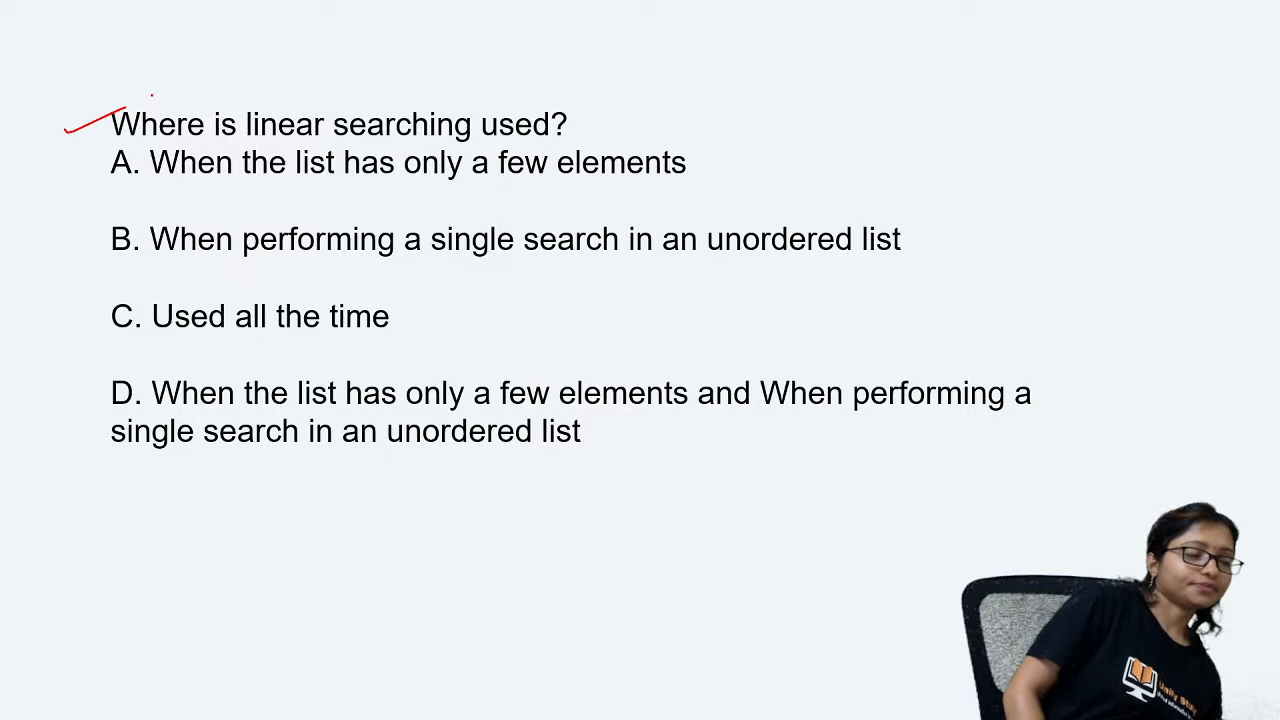 Where is linear searching used?
A. When the list has only a few elements
B. When performing a single search in an unordered list
C. Used all the time
D. When the list has only a few elements and When performing a
single search in an unordered list
Unify Study